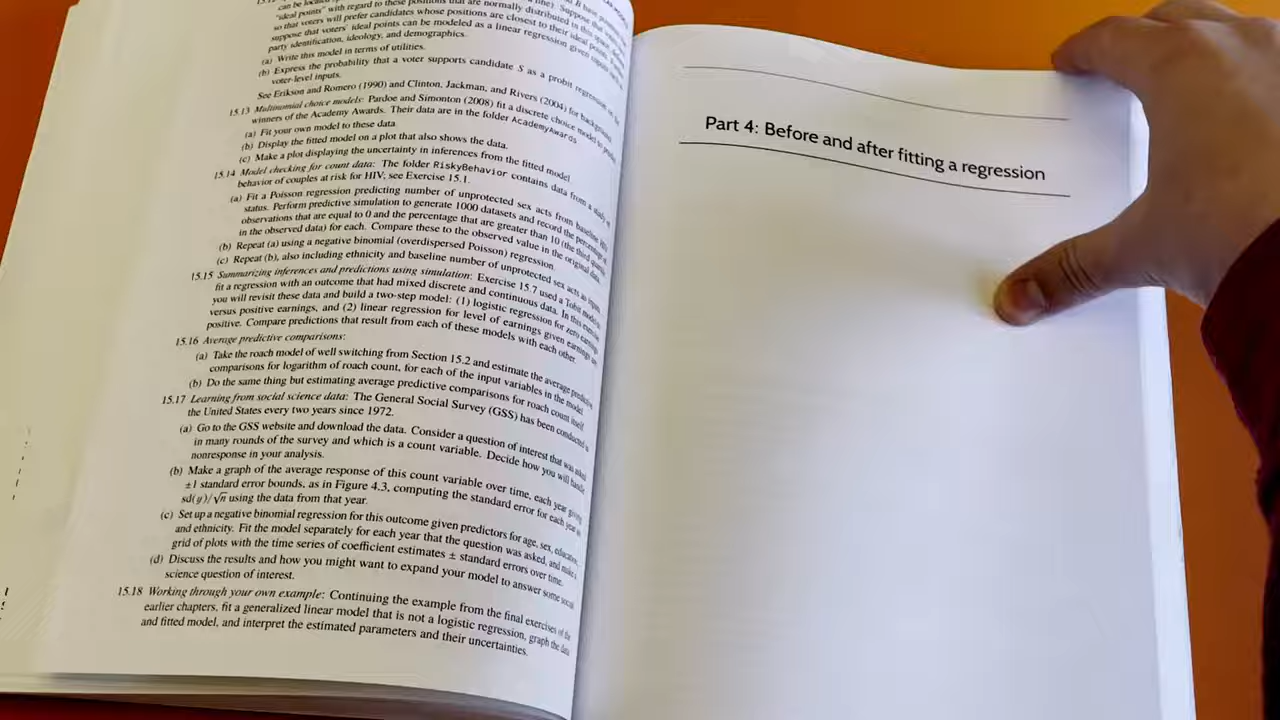 "ideal points" with regard to these positions that are normally distributed in this space,
so that voters will prefer candidates whose positions are closest to their ideal points.
suppose that voters' ideal points can be modeled as a linear regression given inputs such as
party identification, ideology, and demographics.
(a) Write this model in terms of utilities.
(b) Express the probability that a voter supports candidate S as a probit regression on the
voter-level inputs.
See Erikson and Romero (1990) and Clinton, Jackman, and Rivers (2004) for background.
15.13 Multinomial choice models: Pardoe and Simonton (2008) fit a discrete choice model to predict
winners of the Academy Awards. Their data are in the folder AcademyAwards
(a) Fit your own model to these data.
(b) Display the fitted model on a plot that also shows the data.
(c) Make a plot displaying the uncertainty in inferences from the fitted model
15.14 Model checking for count data: The folder RiskyBehavior contains data from a study of
behavior of couples at risk for HIV; see Exercise 15.1.
(a) Fit a Poisson regression predicting number of unprotected sex acts from baseline HIV
status. Perform predictive simulation to generate 1000 datasets and record the percentage of
observations that are equal to 0 and the percentage that are greater than 10 (the third quartile
in the observed data) for each. Compare these to the observed value in the original data.
(b) Repeat (a) using a negative binomial (overdispersed Poisson) regression.
(c) Repeat (b), also including ethnicity and baseline number of unprotected sex acts as inputs
15.15 Summarizing inferences and predictions using simulation: Exercise 15.7 used a Tobit model to
fit a regression with an outcome that had mixed discrete and continuous data. In this exercise
you will revisit these data and build a two-step model: (1) logistic regression for zero earnings
versus positive earnings, and (2) linear regression for level of earnings given earnings are
positive. Compare predictions that result from each of these models with each other.
15.16 Average predictive comparisons:
(a) Take the roach model of well switching from Section 15.2 and estimate the average predictive
comparisons for logarithm of roach count, for each of the input variables in the model.
(b) Do the same thing but estimating average predictive comparisons for roach count itself.
15.17 Learning from social science data: The General Social Survey (GSS) has been conducted in
the United States every two years since 1972.
(a) Go to the GSS website and download the data. Consider a question of interest that was asked
in many rounds of the survey and which is a count variable. Decide how you will handle
nonresponse in your analysis.
(b) Make a graph of the average response of this count variable over time, each year giving
±1 standard error bounds, as in Figure 4.3, computing the standard error for each year as
sd(y)/√n using the data from that year.
(c) Set up a negative binomial regression for this outcome given predictors for age, sex, education,
and ethnicity. Fit the model separately for each year that the question was asked, and make a
grid of plots with the time series of coefficient estimates ± standard errors over time.
(d) Discuss the results and how you might want to expand your model to answer some social
science question of interest.
15.18 Working through your own example: Continuing the example from the final exercises of the
earlier chapters, fit a generalized linear model that is not a logistic regression, graph the data
and fitted model, and interpret the estimated parameters and their uncertainties.
Part 4: Before and after fitting a regression